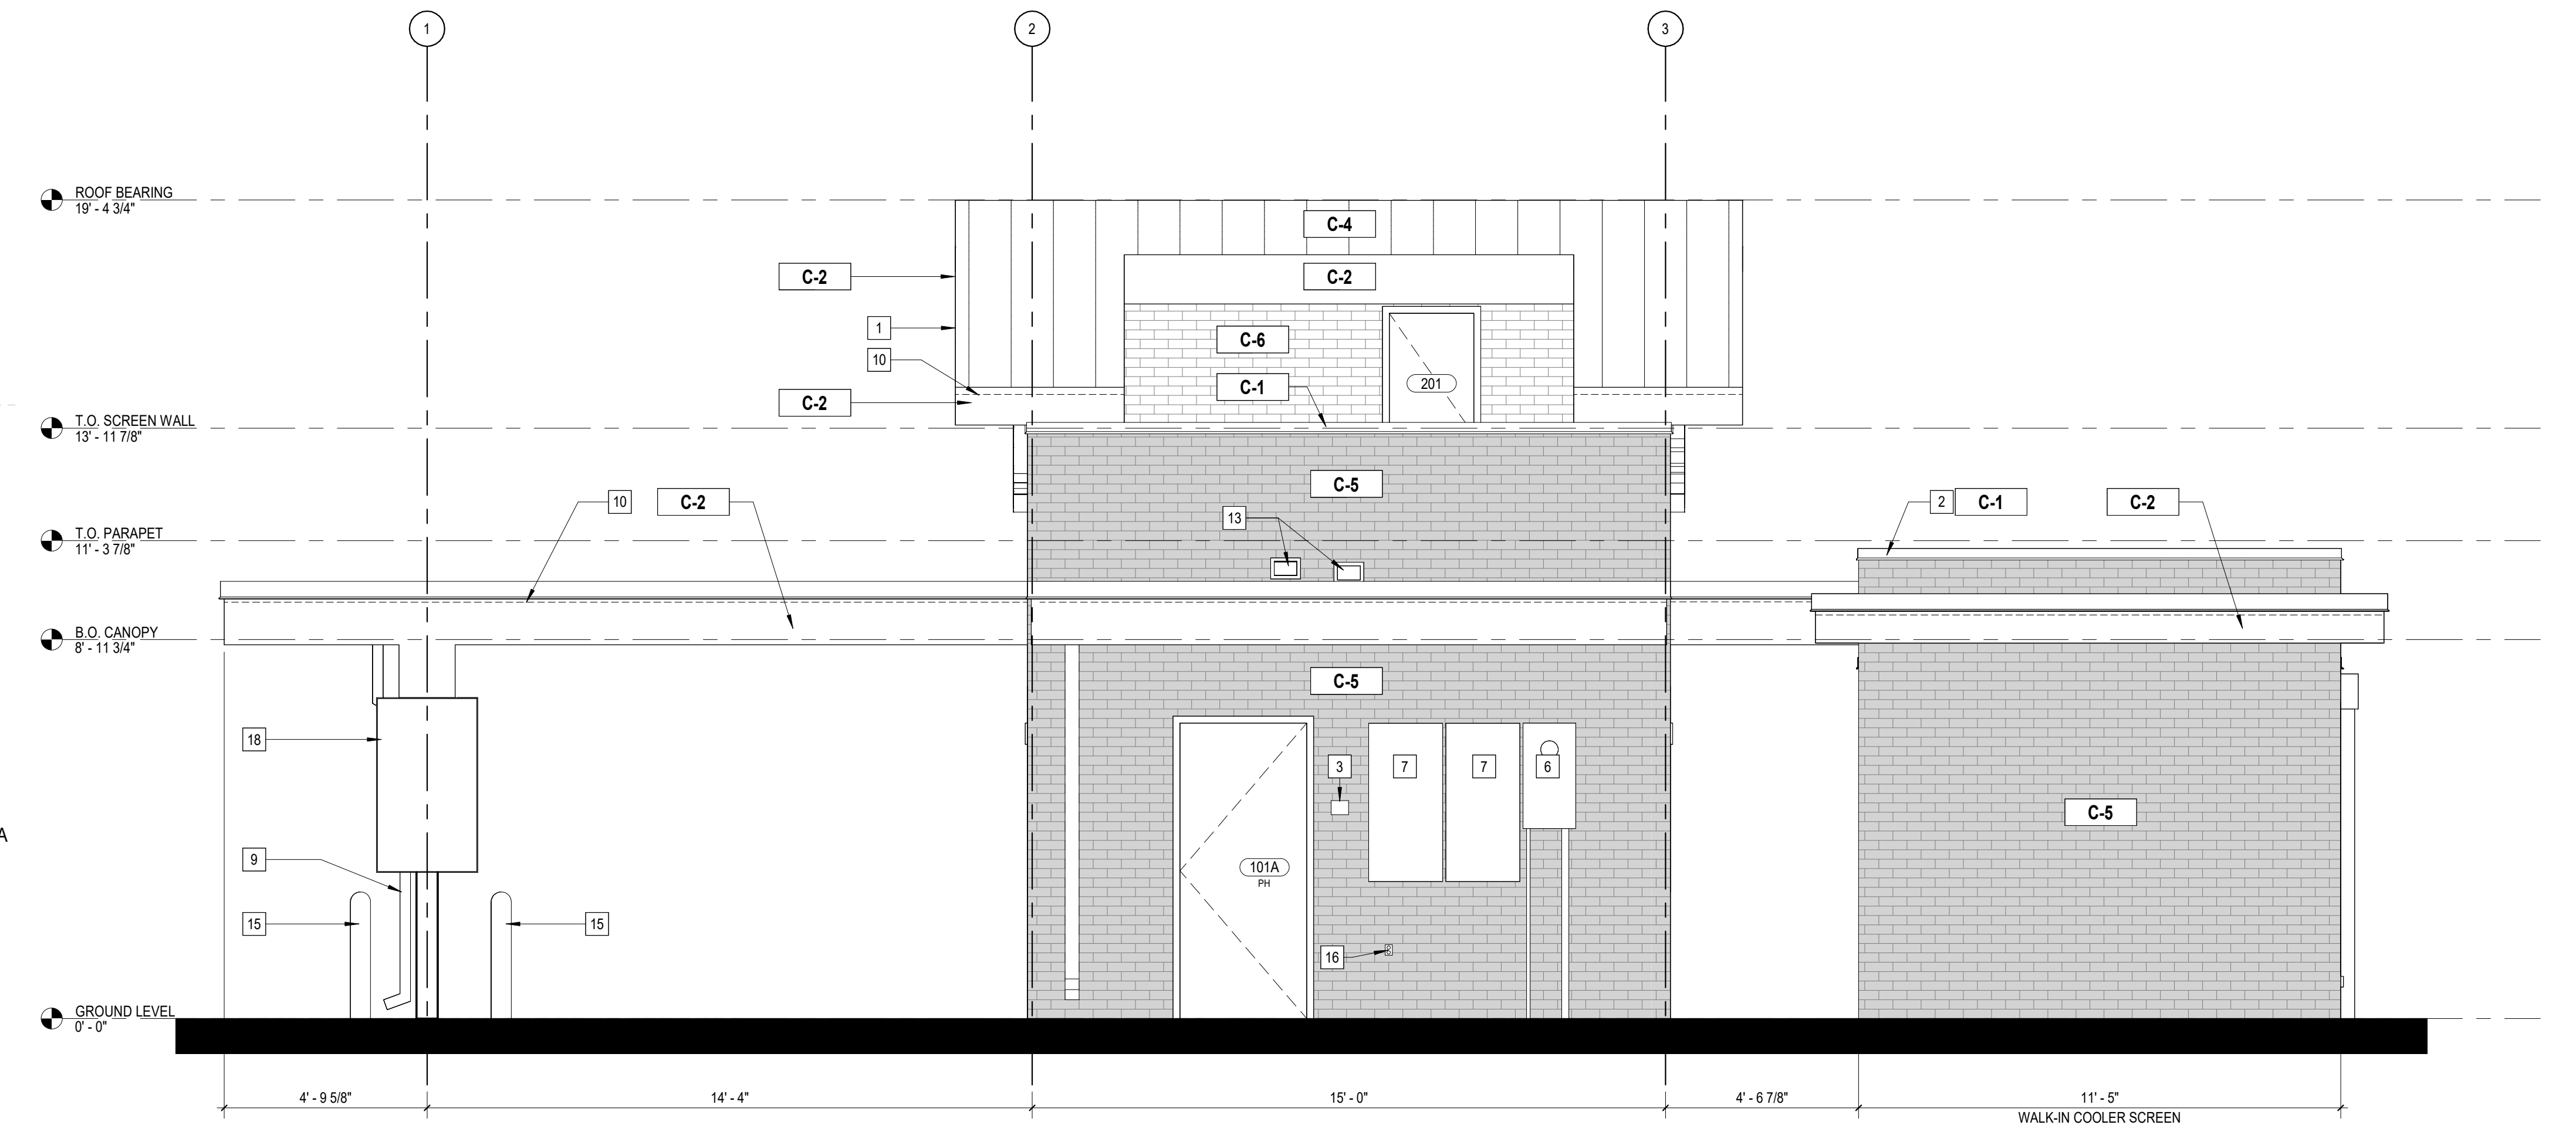 1
2
3
ROOF BEARING
19' - 4 3/4"
C-4
C-2
C-2
1
C-6
10
201
C-1
C-2
T.O. SCREEN WALL
13' - 11 7/8"
C-5
10
C-2
2
C-1
C-2
13
T.O. PARAPET
11' - 3 7/8"
B.O. CANOPY
8' - 11 3/4"
C-5
18
3
7
7
6
C-5
A
9
101A
PH
15
15
16
GROUND LEVEL
0' - 0"
4' - 9 5/8"
14' - 4"
15' - 0"
4' - 6 7/8"
11' - 5"
WALK-IN COOLER SCREEN